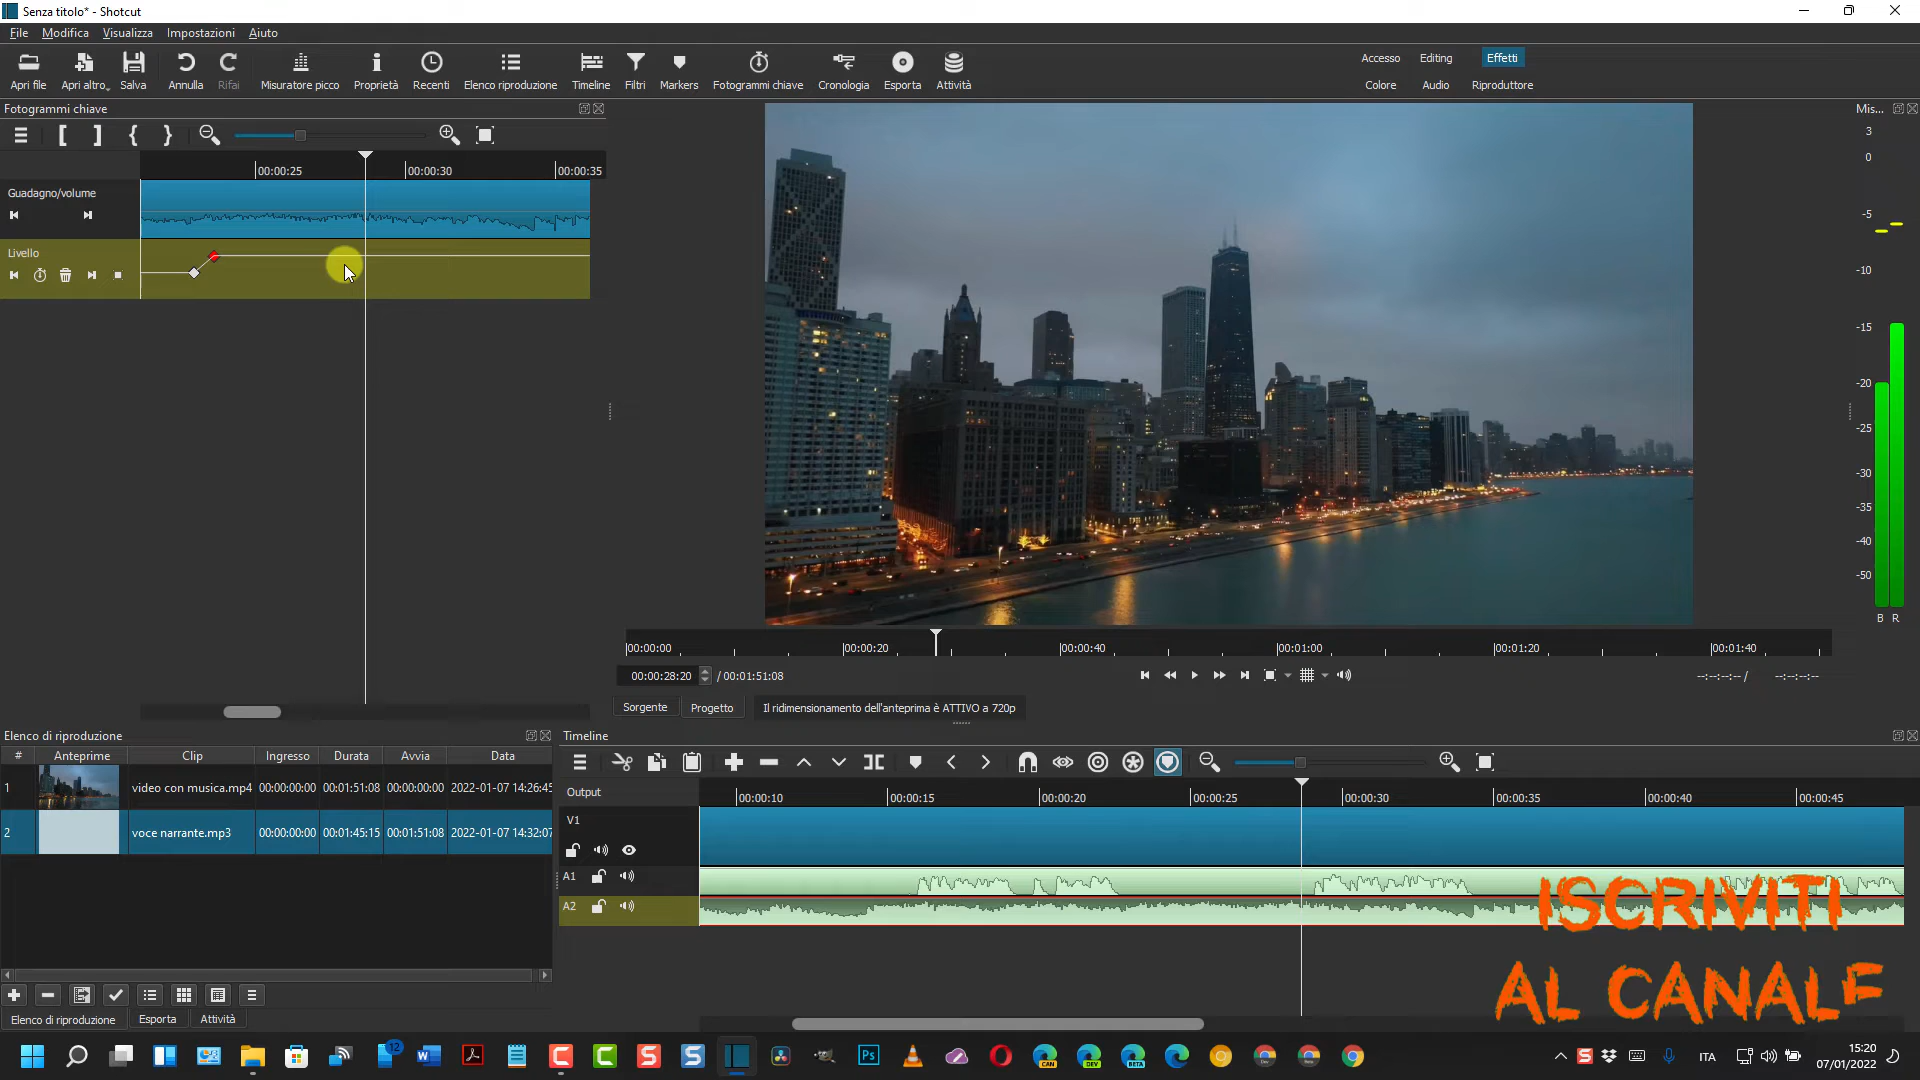 Senza titolo* - Shotcut
File Modifica Visualizza Impostazioni Aiuto
Apri file Apri altro. Salva Annulla Rifai Misuratore picco Proprietà Recenti Elenco riproduzione Timeline Filtri Markers Fotogrammi chiave Cronologia Esporta Attività
Accesso Editing Effetti
Colore Audio Riproduttore
Fotogrammi chiave
Mis...
00:00:25 00:00:30 00:00:35
Guadagno/volume
Livello
3
0
-5
-10
-15
-20
-25
-30
-35
-40
-50
B R
00:00:00 00:00:20 00:00:40 00:01:00 00:01:20 00:01:40
00:00:28:20 / 00:01:51:08
--:--:--:-- / --:--:--:--
Sorgente Progetto Il ridimensionamento dell'anteprima è ATTIVO a 720p
Elenco di riproduzione
# Anteprime Clip Ingresso Durata Avvia Data
1 video con musica.mp4 00:00:00:00 00:01:51:08 00:00:00:00 2022-01-07 14:26:45
2 voce narrante.mp3 00:00:00:00 00:01:45:15 00:01:51:08 2022-01-07 14:32:07
Elenco di riproduzione Esporta Attività
Timeline
Output
00:00:10 00:00:15 00:00:20 00:00:25 00:00:30 00:00:35 00:00:40 00:00:45
V1
A1
A2
ISCRIVITI
AL CANALE
12
CAN
DEV
BETA
Ps
ITA
15:20
07/01/2022